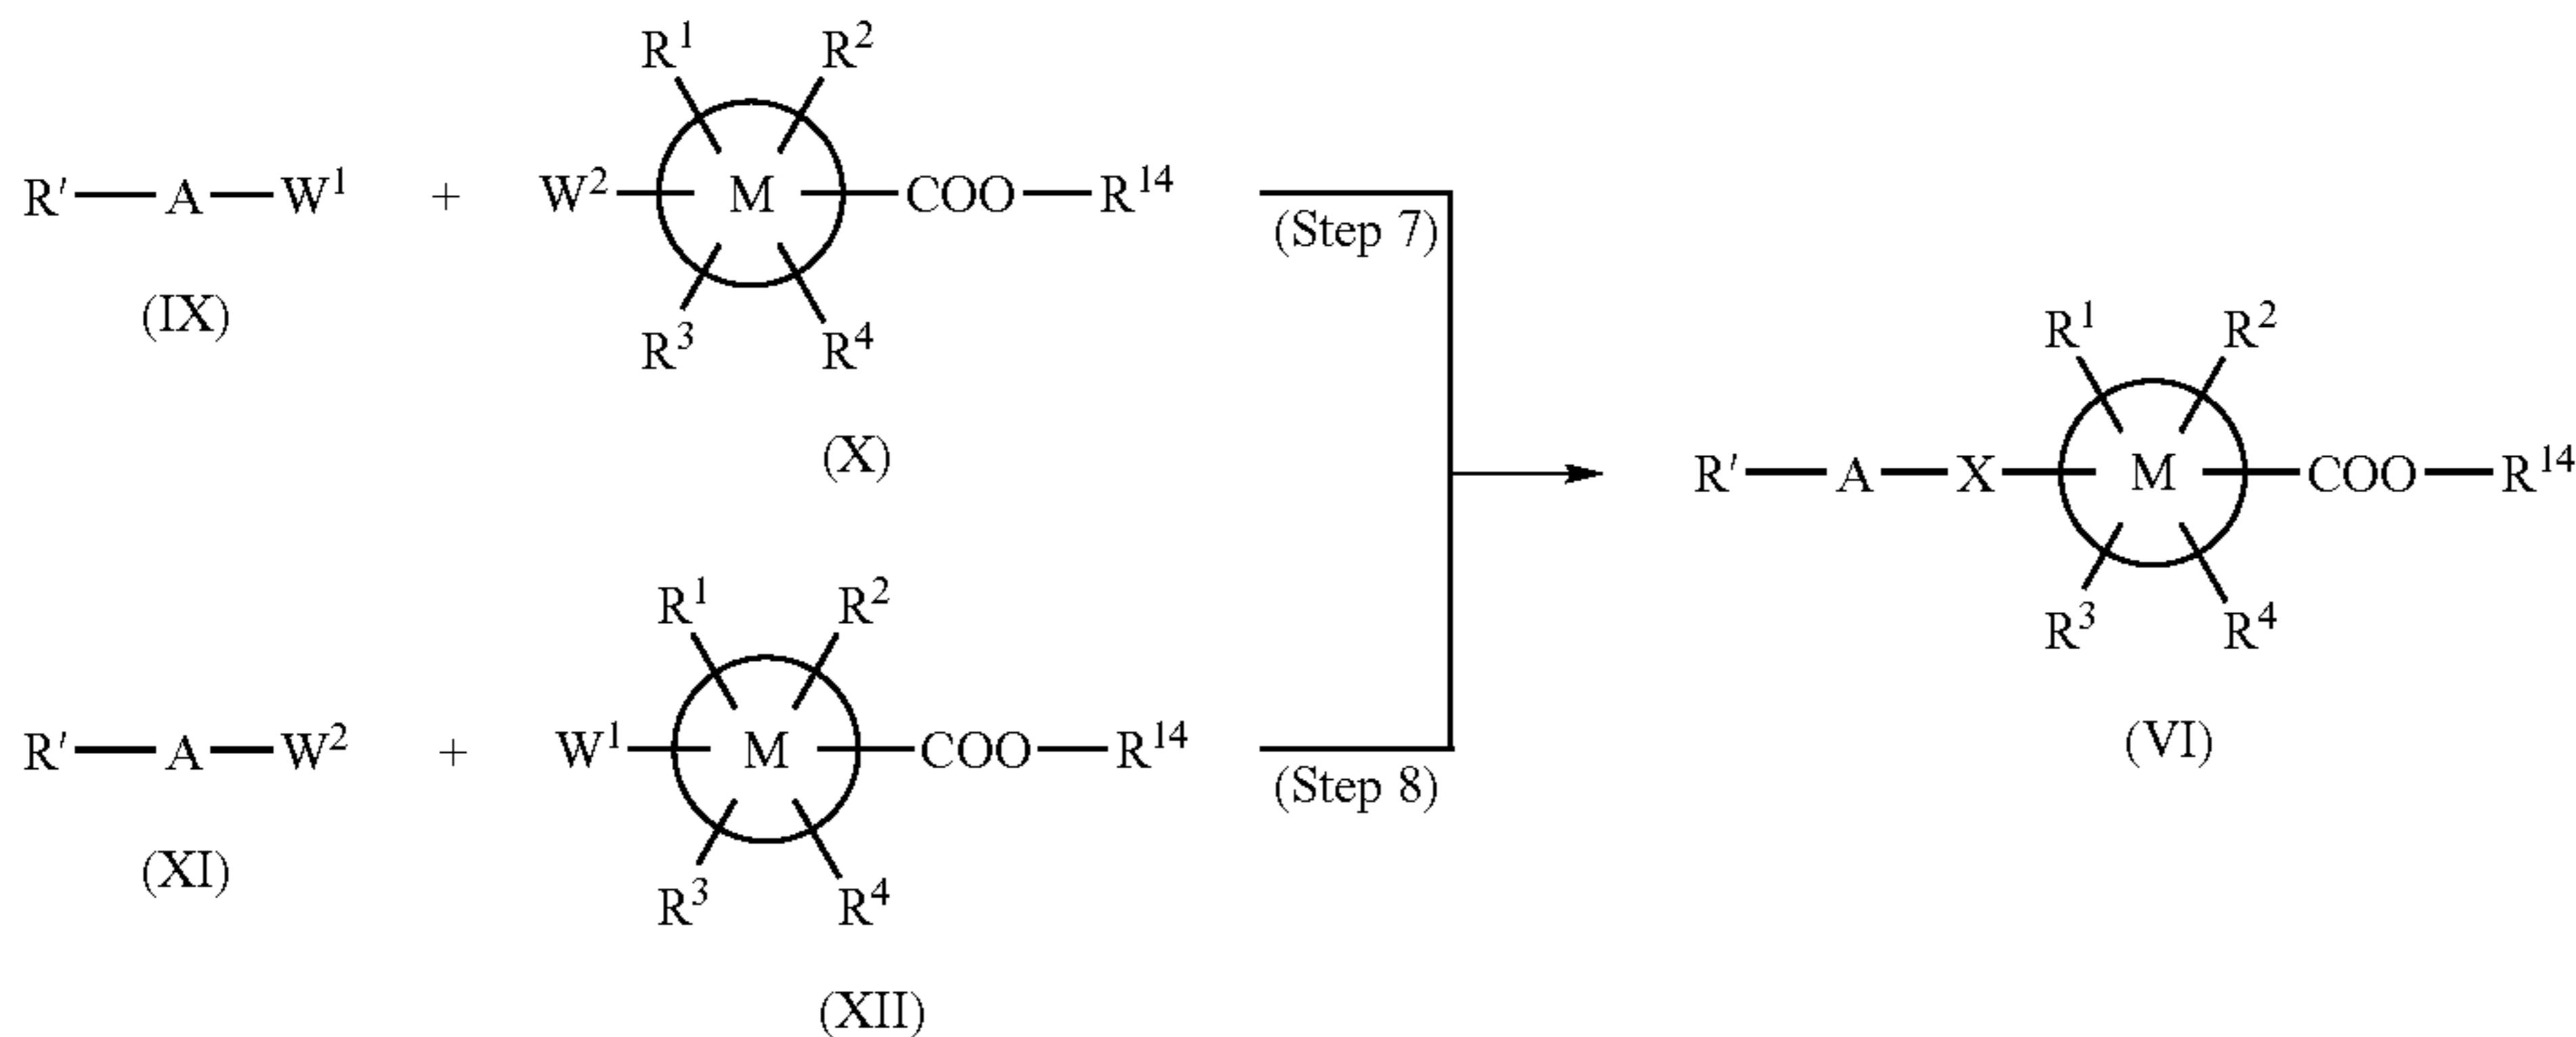 R¹ R²
R′—A—W¹ + W²—M—COO—R¹⁴
(Step 7)
(IX)
R³ R⁴
(X)
R¹ R²
R′—A—X—M—COO—R¹⁴
R³ R⁴
(VI)
R¹ R²
R′—A—W² + W¹—M—COO—R¹⁴
(Step 8)
(XI)
R³ R⁴
(XII)